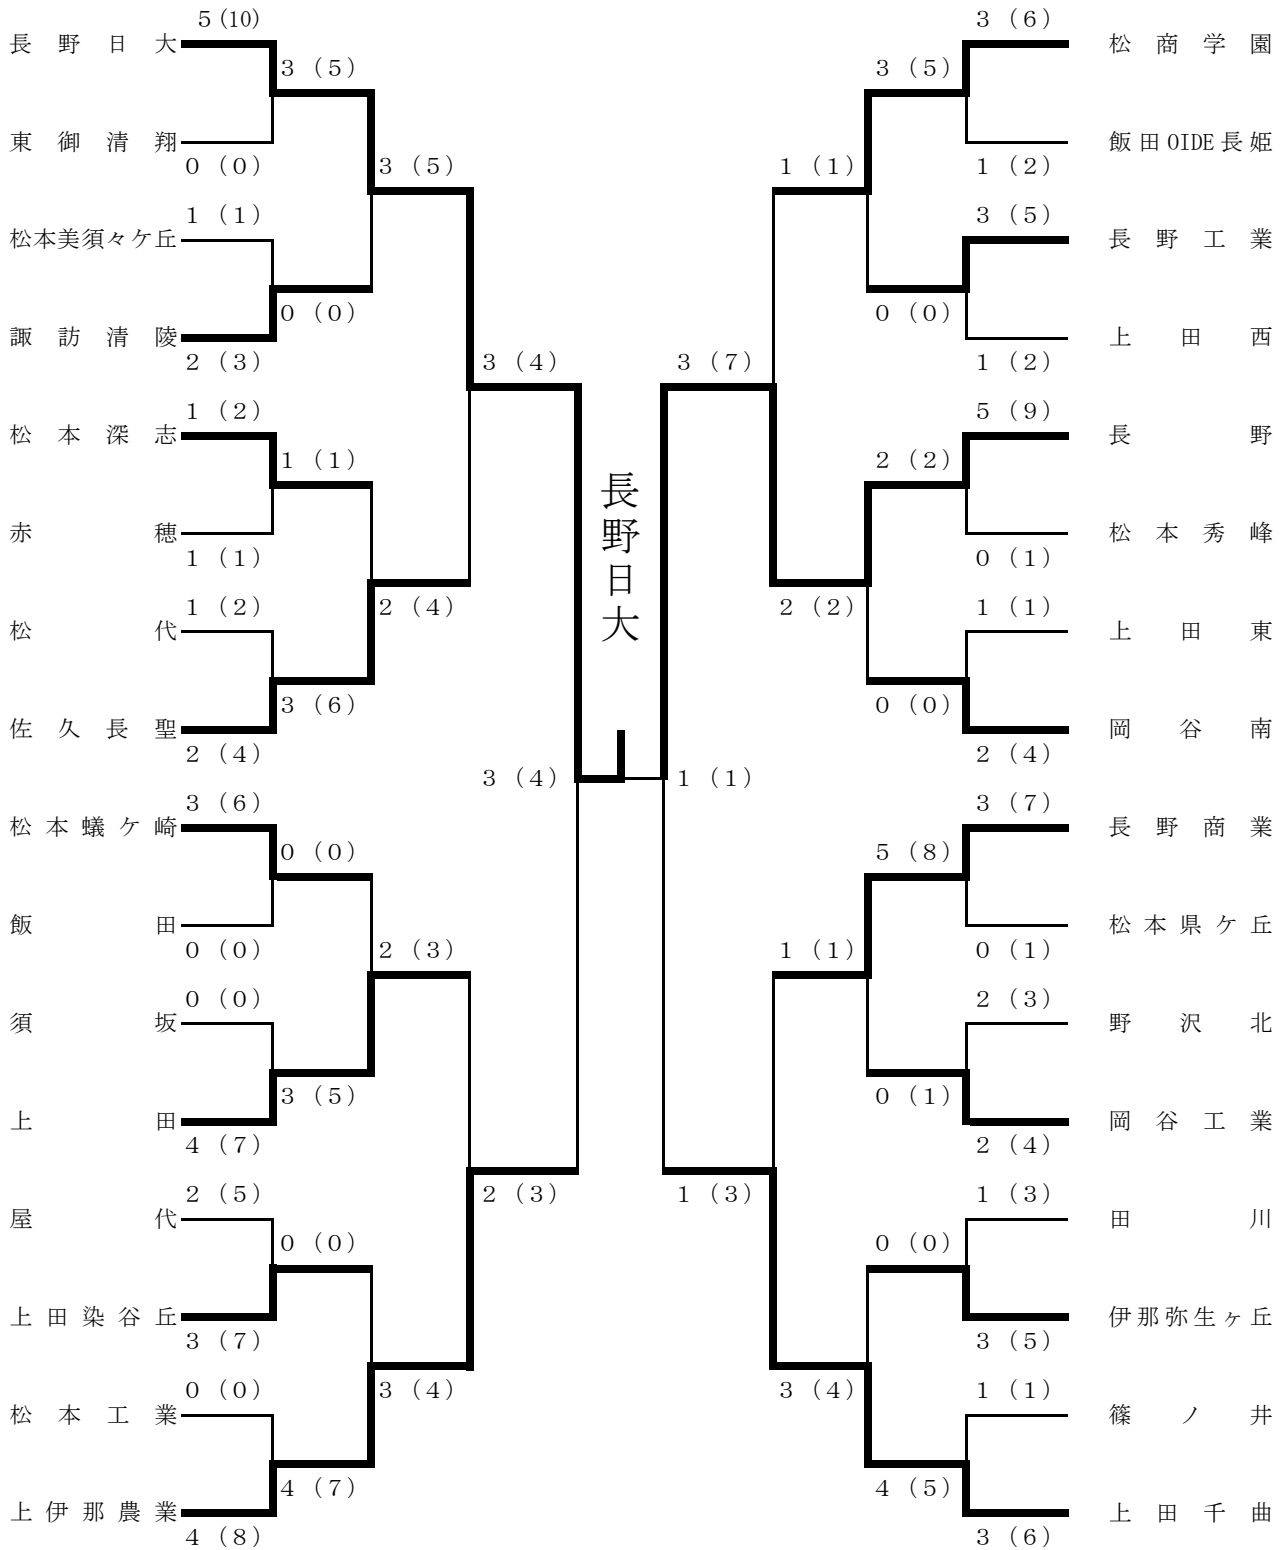 5 (10)
長野日大
3 (5)
東御清翔
0 (0)
3 (5)
1 (1)
松本美須々ケ丘
0 (0)
諏訪清陵
2 (3)
3 (4)
1 (2)
松本深志
1 (1)
赤穂
1 (1)
1 (2)
松代
2 (4)
3 (6)
佐久長聖
2 (4)
3 (4)
3 (6)
松本蟻ケ崎
0 (0)
飯田
0 (0)
2 (3)
0 (0)
須坂
3 (5)
上田
4 (7)
2 (3)
2 (5)
屋代
0 (0)
上田染谷丘
3 (7)
3 (4)
0 (0)
松本工業
4 (7)
上伊那農業
4 (8)
長野日大
3 (6)
松商学園
3 (5)
飯田OIDE長姫
1 (2)
1 (1)
3 (5)
長野工業
0 (0)
上田西
1 (2)
3 (7)
5 (9)
長野
2 (2)
松本秀峰
0 (1)
2 (2)
1 (1)
上田東
0 (0)
岡谷南
2 (4)
1 (1)
3 (7)
長野商業
5 (8)
松本県ケ丘
0 (1)
1 (1)
2 (3)
野沢北
0 (1)
岡谷工業
2 (4)
1 (3)
1 (3)
田川
0 (0)
伊那弥生ヶ丘
3 (5)
3 (4)
1 (1)
篠ノ井
4 (5)
上田千曲
3 (6)